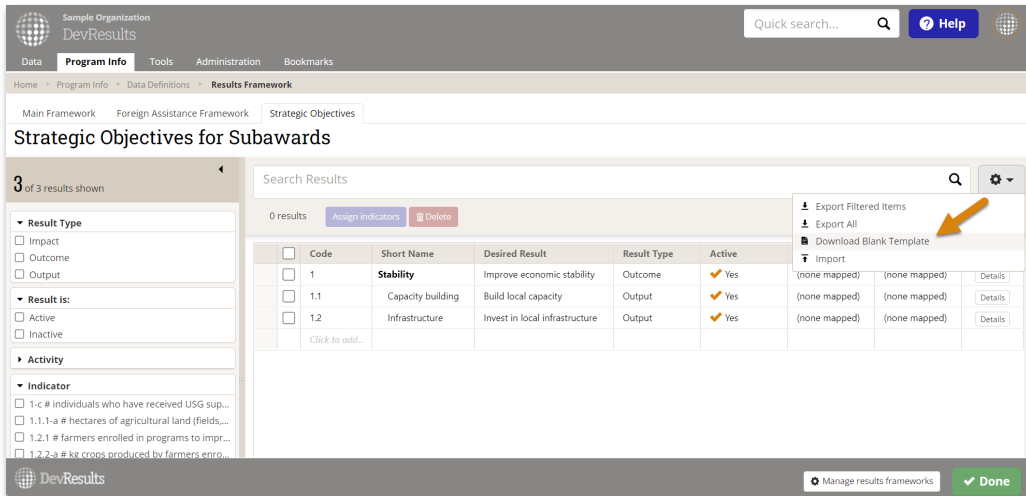 Sample Organization
DevResults
Quick search...
Help
Data Program Info Tools Administration Bookmarks
Home Program Info Data Definitions Results Framework
Main Framework Foreign Assistance Framework Strategic Objectives
Strategic Objectives for Subawards
3 of 3 results shown
Search Results
Export Filtered Items
Export All
Download Blank Template
Import
0 results Assign indicators Delete
Result Type
Impact
Outcome
Output
Result is:
Active
Inactive
Activity
Indicator
1-c # individuals who have received USG sup...
1.1.1-a # hectares of agricultural land (fields,...
1.2.1 # farmers enrolled in programs to impr...
1.2.2-a # kg crops produced by farmers enro...
Code Short Name Desired Result Result Type Active
1 Stability Improve economic stability Outcome Yes (none mapped) (none mapped) Details
1.1 Capacity building Build local capacity Output Yes (none mapped) (none mapped) Details
1.2 Infrastructure Invest in local infrastructure Output Yes (none mapped) (none mapped) Details
Click to add...
DevResults
Manage results frameworks
Done